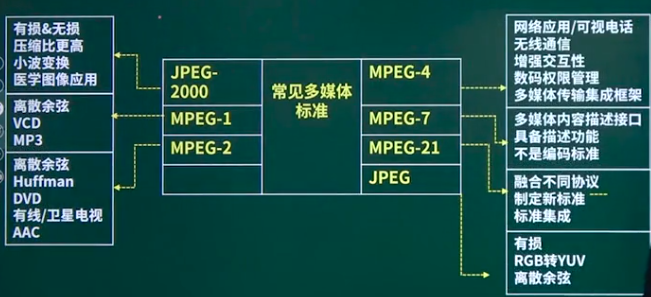 有损&无损
压缩比更高
小波变换
医学图像应用
离散余弦
VCD
MP3
离散余弦
Huffman
DVD
有线/卫星电视
AAC
JPEG-
2000
MPEG-1
MPEG-2
常见多媒体
标准
MPEG-4
MPEG-7
MPEG-21
JPEG
网络应用/可视电话
无线通信
增强交互性
数码权限管理
多媒体传输集成框架
多媒体内容描述接口
具备描述功能
不是编码标准
融合不同协议
制定新标准
标准集成
有损
RGB转YUV
离散余弦